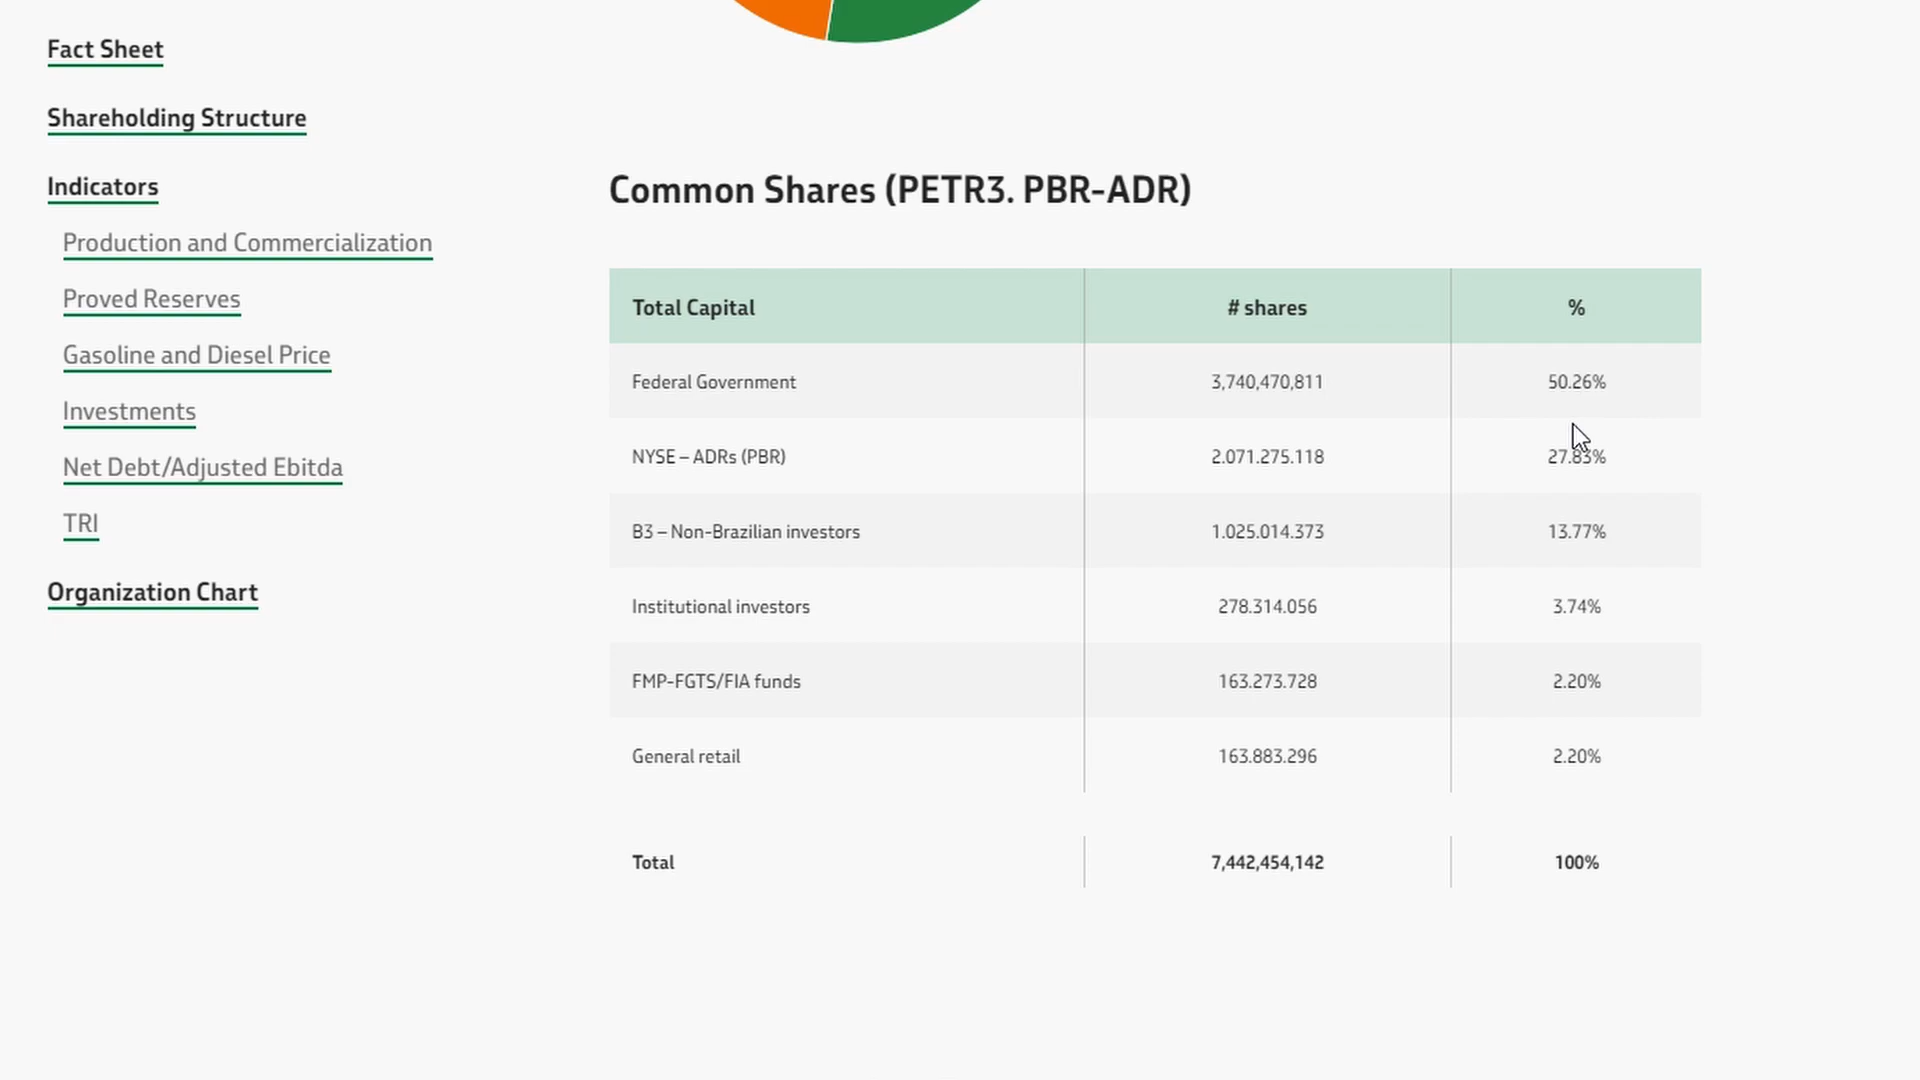 Fact Sheet
Shareholding Structure
Indicators
Production and Commercialization
Proved Reserves
Gasoline and Diesel Price
Investments
Net Debt/Adjusted Ebitda
TRI
Organization Chart
Common Shares (PETR3. PBR-ADR)
Total Capital # shares %
Federal Government 3,740,470,811 50.26%
NYSE – ADRs (PBR) 2.071.275.118 27.83%
B3 – Non-Brazilian investors 1.025.014.373 13.77%
Institutional investors 278.314.056 3.74%
FMP-FGTS/FIA funds 163.273.728 2.20%
General retail 163.883.296 2.20%
Total 7,442,454,142 100%